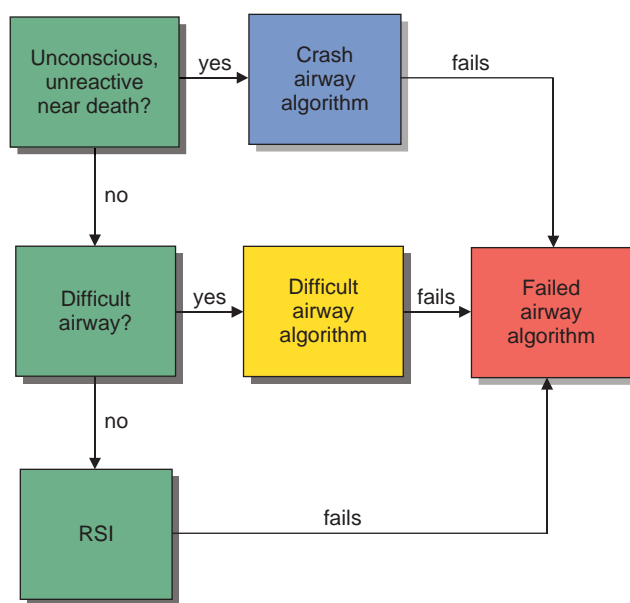 Unconscious,
unreactive
near death?
yes
Crash
airway
algorithm
fails
no
Difficult
airway?
yes
Difficult
airway
algorithm
fails
Failed
airway
algorithm
no
RSI
fails